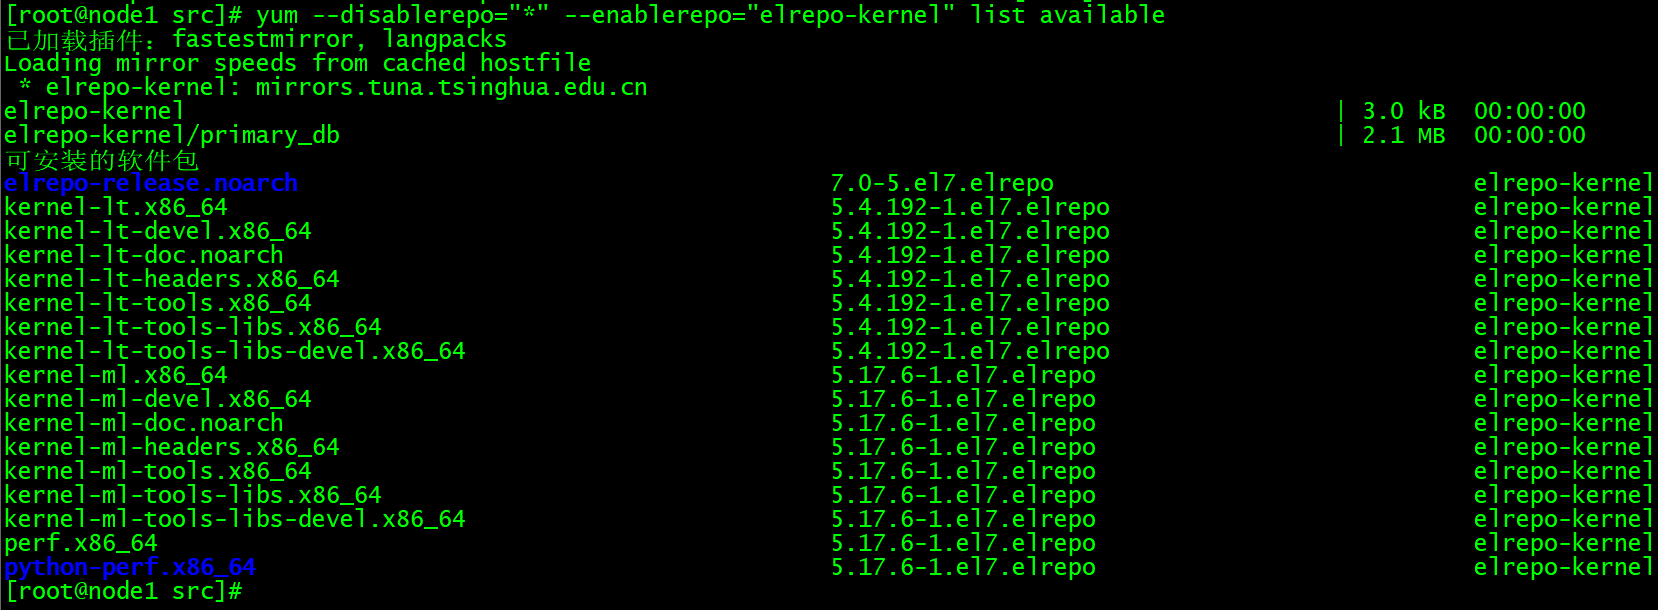 [root@node1 src]# yum --disablerepo="*" --enablerepo="elrepo-kernel" list available
已加载插件：fastestmirror, langpacks
Loading mirror speeds from cached hostfile
 * elrepo-kernel: mirrors.tuna.tsinghua.edu.cn
elrepo-kernel | 3.0 kB 00:00:00
elrepo-kernel/primary_db | 2.1 MB 00:00:00
可安装的软件包
elrepo-release.noarch 7.0-5.el7.elrepo elrepo-kernel
kernel-lt.x86_64 5.4.192-1.el7.elrepo elrepo-kernel
kernel-lt-devel.x86_64 5.4.192-1.el7.elrepo elrepo-kernel
kernel-lt-doc.noarch 5.4.192-1.el7.elrepo elrepo-kernel
kernel-lt-headers.x86_64 5.4.192-1.el7.elrepo elrepo-kernel
kernel-lt-tools.x86_64 5.4.192-1.el7.elrepo elrepo-kernel
kernel-lt-tools-libs.x86_64 5.4.192-1.el7.elrepo elrepo-kernel
kernel-lt-tools-libs-devel.x86_64 5.4.192-1.el7.elrepo elrepo-kernel
kernel-ml.x86_64 5.17.6-1.el7.elrepo elrepo-kernel
kernel-ml-devel.x86_64 5.17.6-1.el7.elrepo elrepo-kernel
kernel-ml-doc.noarch 5.17.6-1.el7.elrepo elrepo-kernel
kernel-ml-headers.x86_64 5.17.6-1.el7.elrepo elrepo-kernel
kernel-ml-tools.x86_64 5.17.6-1.el7.elrepo elrepo-kernel
kernel-ml-tools-libs.x86_64 5.17.6-1.el7.elrepo elrepo-kernel
kernel-ml-tools-libs-devel.x86_64 5.17.6-1.el7.elrepo elrepo-kernel
perf.x86_64 5.17.6-1.el7.elrepo elrepo-kernel
python-perf.x86_64 5.17.6-1.el7.elrepo elrepo-kernel
[root@node1 src]#